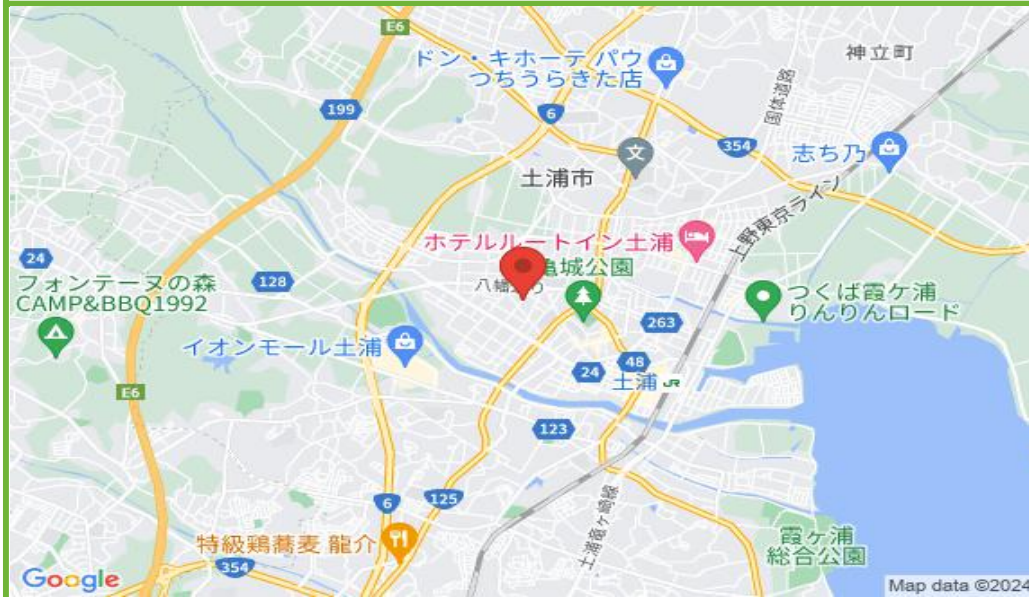 E6
ドン・キホーテ パウ
つちうらきた店
神立町
199
6
国体道路
354
文
志ち乃
土浦市
上野東京ライン
ホテルルートイン土浦
24
フォンテーヌの森
CAMP&BBQ1992
128
亀城公園
つくば霞ケ浦
りんりんロード
263
イオンモール土浦
48
24
土浦
JR
E6
123
6
125
土浦竜ケ崎線
特級鶏蕎麦 龍介
354
霞ケ浦
総合公園
Google
Map data ©2024